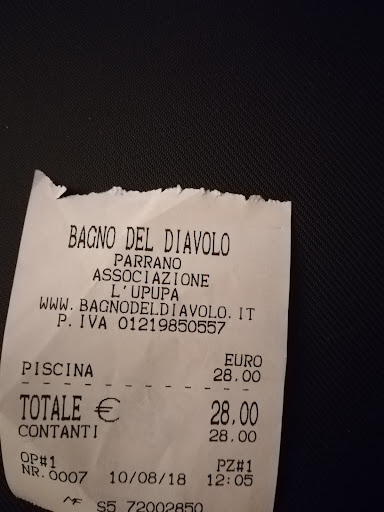 BAGNO DEL DIAVOLO
PARRANO
ASSOCIAZIONE
L'UPUPA
WWW.BAGNODELDIAVOLO.IT
P.IVA 01219850557
EURO
PISCINA 28.00
TOTALE € 28,00
CONTANTI 28.00
OP#1 PZ#1
NR.0007 10/08/18 12:05
MF S5 72002850